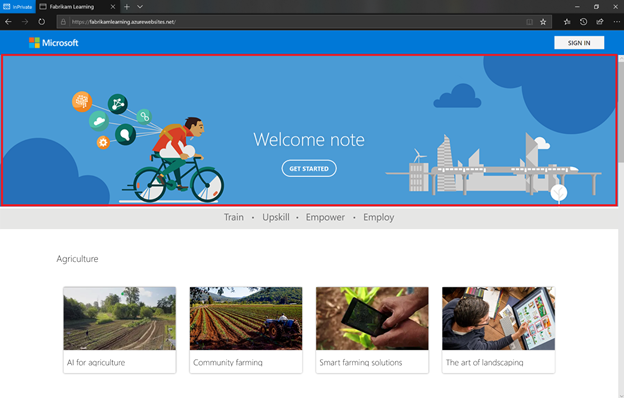 InPrivate
Fabrikam Learning
https://fabrikamlearning.azurewebsites.net/
Microsoft
SIGN IN
Welcome note
GET STARTED
Train • Upskill • Empower • Employ
Agriculture
AI for agriculture
Community farming
Smart farming solutions
The art of landscaping